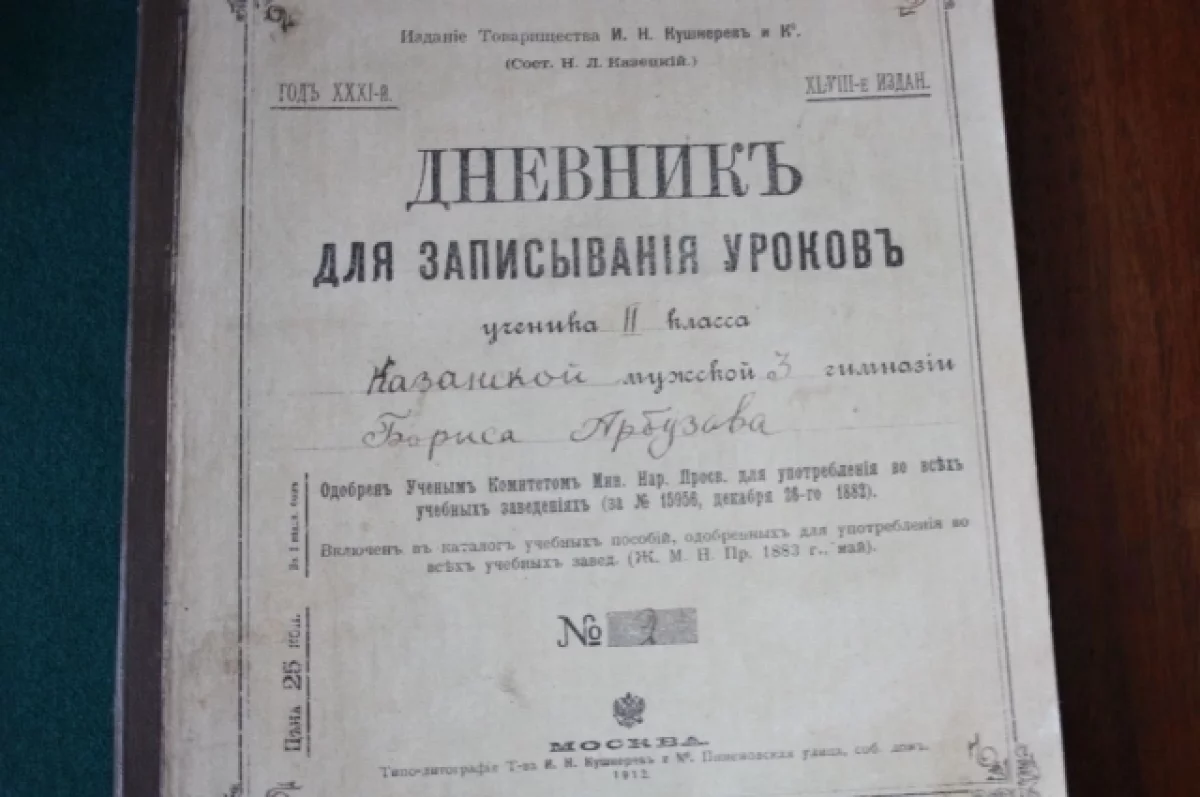 Изданіе Товарищества И. Н. Кушнеревъ и Кº.
(Сост. Н. Л. Казецкій.)
ГОДЪ XXXI-й.
XLVIII-е ИЗДАН.
ДНЕВНИКЪ
ДЛЯ ЗАПИСЫВАНІЯ УРОКОВЪ
ученика II класса
Казанской мужской 3 гимназіи
Бориса Арбузова
Одобренъ Ученымъ Комитетомъ Мин. Нар. Просв. для употребленія во всѣхъ
учебныхъ заведеніяхъ (за № 15956, декабря 26-го 1882).
Включенъ въ каталогъ учебныхъ пособій, одобренныхъ для употребленія во
всѣхъ учебныхъ завед. (Ж. М. Н. Пр. 1883 г., май).
Цѣна 25 коп.
№ 2
МОСКВА.
Типо-литографія Т-ва И. Н. Кушнеревъ и Кº. Пименовская улица, соб. домъ.
1912